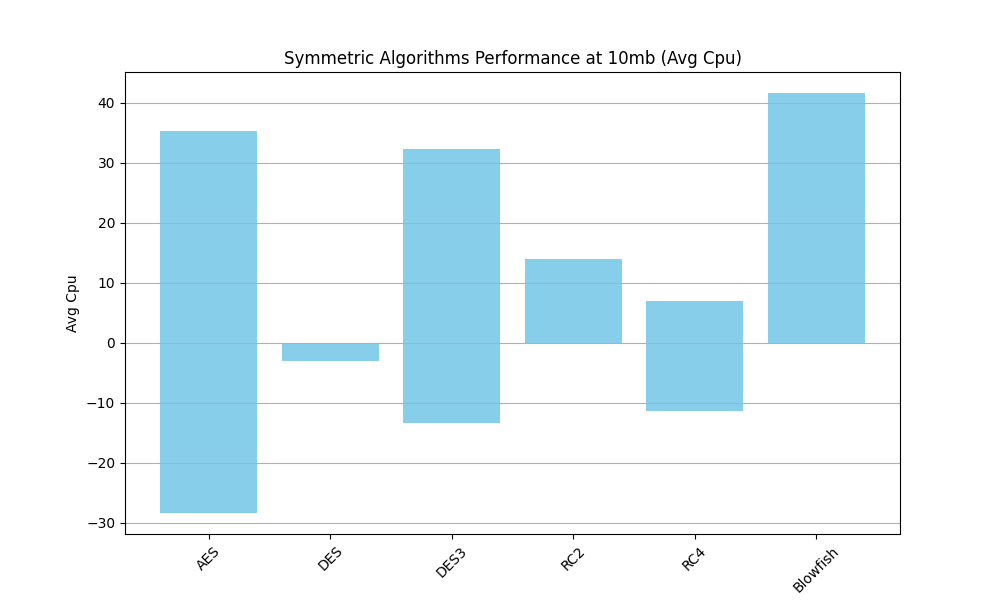 Symmetric Algorithms Performance at 10mb (Avg Cpu)
Avg Cpu
40
30
20
10
0
−10
−20
−30
AES
DES
DES3
RC2
RC4
Blowfish